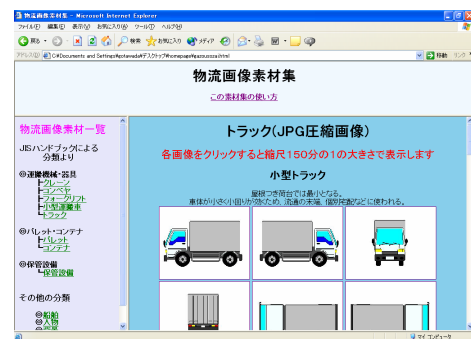 物流画像素材集 - Microsoft Internet Explorer
ファイル(F) 編集(E) 表示(V) お気に入り(A) ツール(T) ヘルプ(H)
戻る 検索 お気に入り メディア
アドレス(D) 移動 リンク
物流画像素材集
この素材集の使い方
物流画像素材一覧
JISハンドブックによる
分類より
◎運搬機械・器具
クレーン
コンベヤ
フォークリフト
小型運搬車
トラック
◎パレット・コンテナ
パレット
コンテナ
◎保管設備
保管設備
その他の分類
◎船舶
◎人物
トラック(JPG圧縮画像)
各画像をクリックすると縮尺150分の1の大きさで表示します
小型トラック
屋根つき荷台では最小となる。
車体が小さく小回りが効くため、流通の末端、個別宅配などに使われる。
マイ コンピュータ